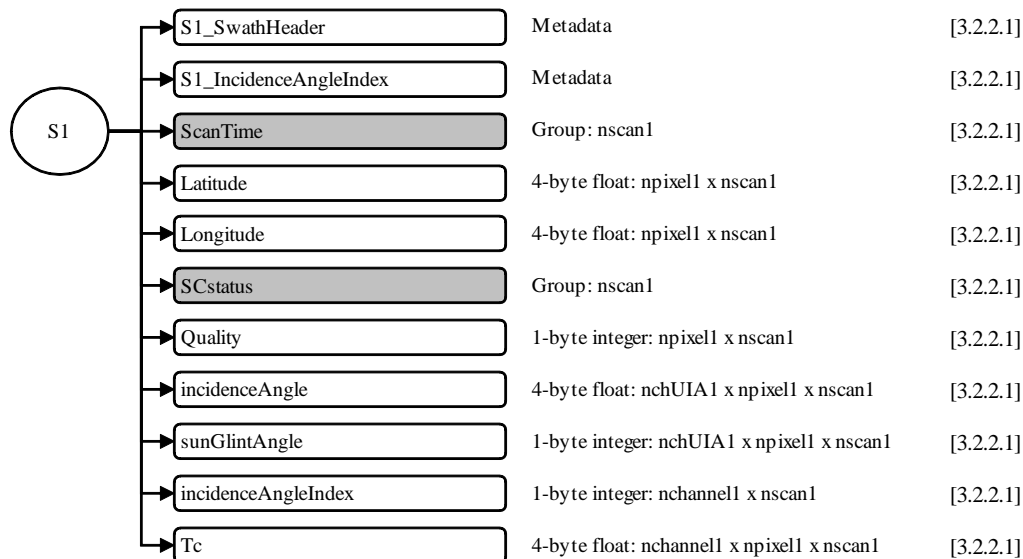 S1_SwathHeader Metadata [3.2.2.1]
S1_IncidenceAngleIndex Metadata [3.2.2.1]
S1 ScanTime Group: nscan1 [3.2.2.1]
Latitude 4-byte float: npixel1 x nscan1 [3.2.2.1]
Longitude 4-byte float: npixel1 x nscan1 [3.2.2.1]
SCstatus Group: nscan1 [3.2.2.1]
Quality 1-byte integer: npixel1 x nscan1 [3.2.2.1]
incidenceAngle 4-byte float: nchUIA1 x npixel1 x nscan1 [3.2.2.1]
sunGlintAngle 1-byte integer: nchUIA1 x npixel1 x nscan1 [3.2.2.1]
incidenceAngleIndex 1-byte integer: nchannel1 x nscan1 [3.2.2.1]
Tc 4-byte float: nchannel1 x npixel1 x nscan1 [3.2.2.1]